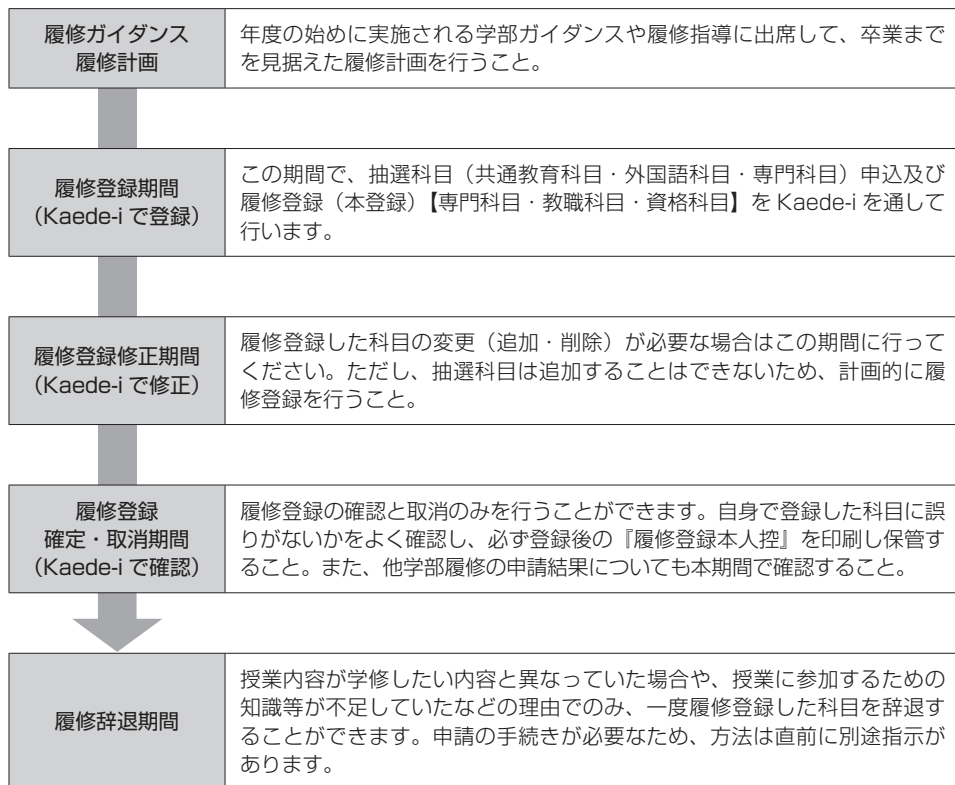 履修ガイダンス
履修計画
年度の始めに実施される学部ガイダンスや履修指導に出席して、卒業まで
を見据えた履修計画を行うこと。
履修登録期間
（Kaede-i で登録）
この期間で、抽選科目（共通教育科目・外国語科目・専門科目）申込及び
履修登録（本登録）【専門科目・教職科目・資格科目】を Kaede-i を通して
行います。
履修登録修正期間
（Kaede-i で修正）
履修登録した科目の変更（追加・削除）が必要な場合はこの期間に行って
ください。ただし、抽選科目は追加することはできないため、計画的に履
修登録を行うこと。
履修登録
確定・取消期間
（Kaede-i で確認）
履修登録の確認と取消のみを行うことができます。自身で登録した科目に誤
りがないかをよく確認し、必ず登録後の『履修登録本人控』を印刷し保管す
ること。また、他学部履修の申請結果についても本期間で確認すること。
履修辞退期間
授業内容が学修したい内容と異なっていた場合や、授業に参加するための
知識等が不足していたなどの理由でのみ、一度履修登録した科目を辞退す
ることができます。申請の手続きが必要なため、方法は直前に別途指示が
あります。